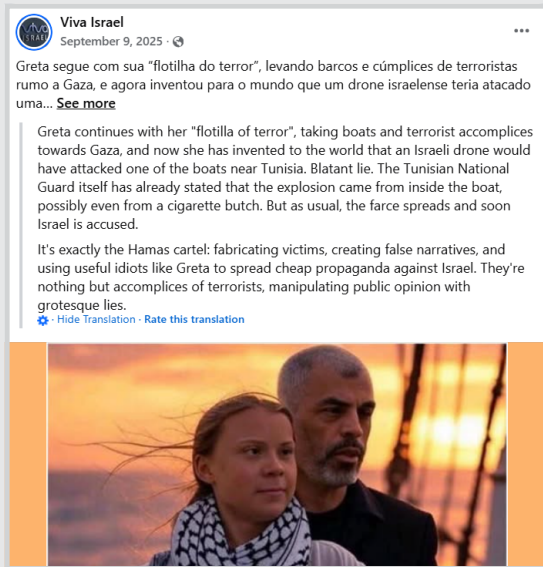 Viva Israel
September 9, 2025
Greta segue com sua "flotilha do terror", levando barcos e cúmplices de terroristas
rumo a Gaza, e agora inventou para o mundo que um drone israelense teria atacado
uma... See more
Greta continues with her "flotilla of terror", taking boats and terrorist accomplices
towards Gaza, and now she has invented to the world that an Israeli drone would
have attacked one of the boats near Tunisia. Blatant lie. The Tunisian National
Guard itself has already stated that the explosion came from inside the boat,
possibly even from a cigarette butch. But as usual, the farce spreads and soon
Israel is accused.
It's exactly the Hamas cartel: fabricating victims, creating false narratives, and
using useful idiots like Greta to spread cheap propaganda against Israel. They're
nothing but accomplices of terrorists, manipulating public opinion with
grotesque lies.
· Hide Translation · Rate this translation